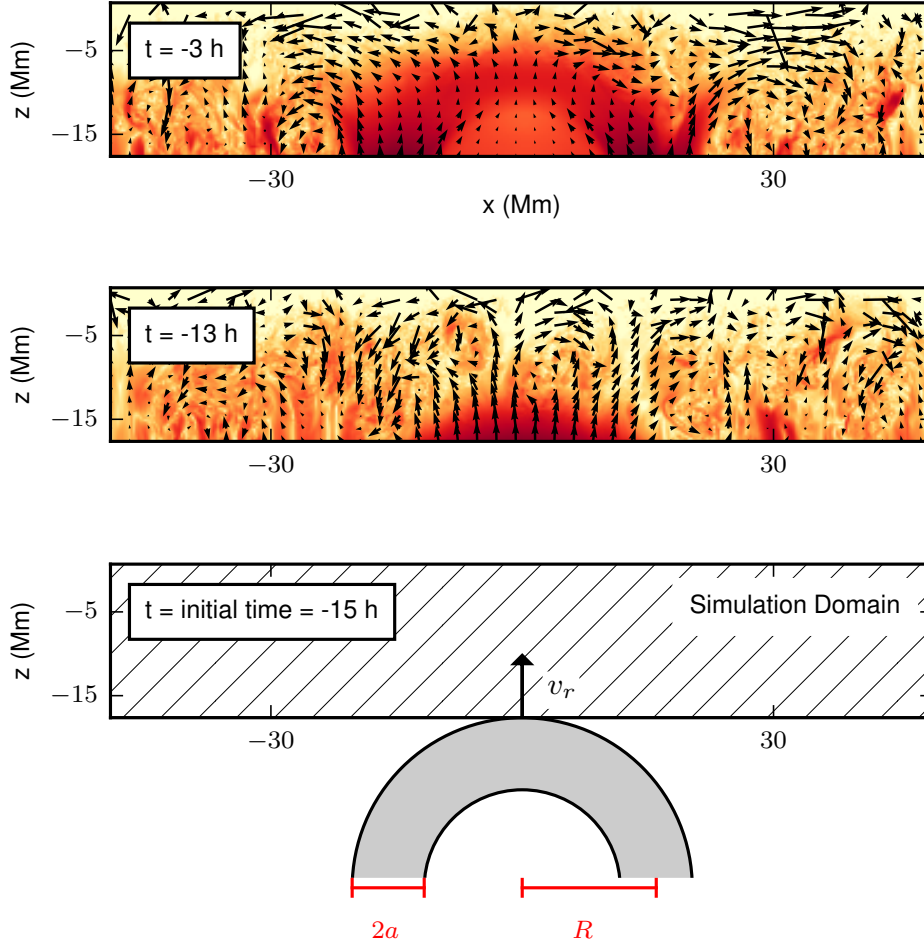 z (Mm)
−5
−15
t = -3 h
−30
30
x (Mm)
z (Mm)
−5
−15
t = -13 h
−30
30
z (Mm)
−5
−15
t = initial time = -15 h
Simulation Domain
v_r
−30
30
2a
R